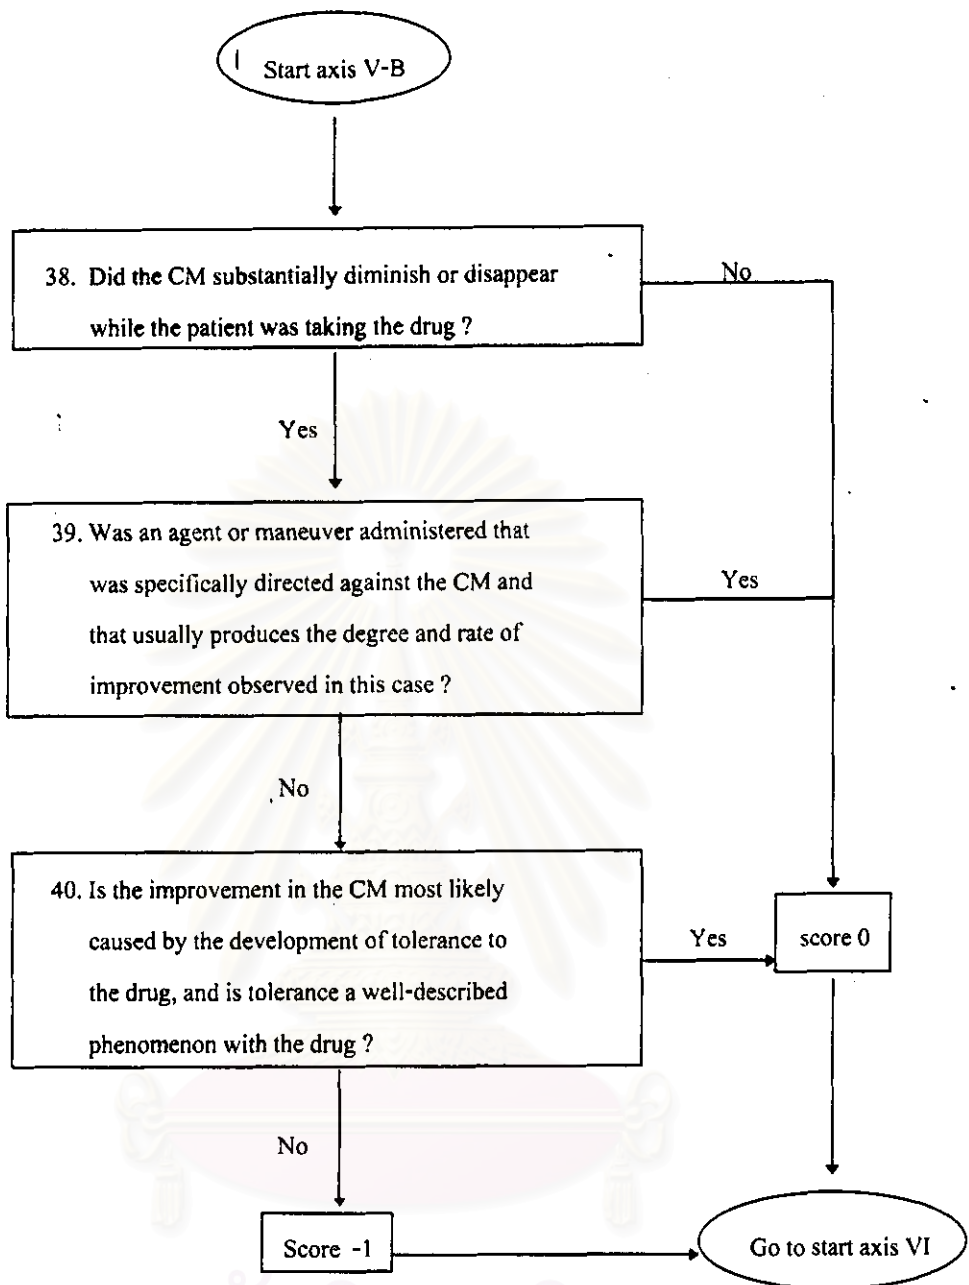 Start axis V-B
38. Did the CM substantially diminish or disappear
while the patient was taking the drug ?
No
Yes
39. Was an agent or maneuver administered that
was specifically directed against the CM and
that usually produces the degree and rate of
improvement observed in this case ?
Yes
No
40. Is the improvement in the CM most likely
caused by the development of tolerance to
the drug, and is tolerance a well-described
phenomenon with the drug ?
Yes
score 0
No
Score -1
Go to start axis VI